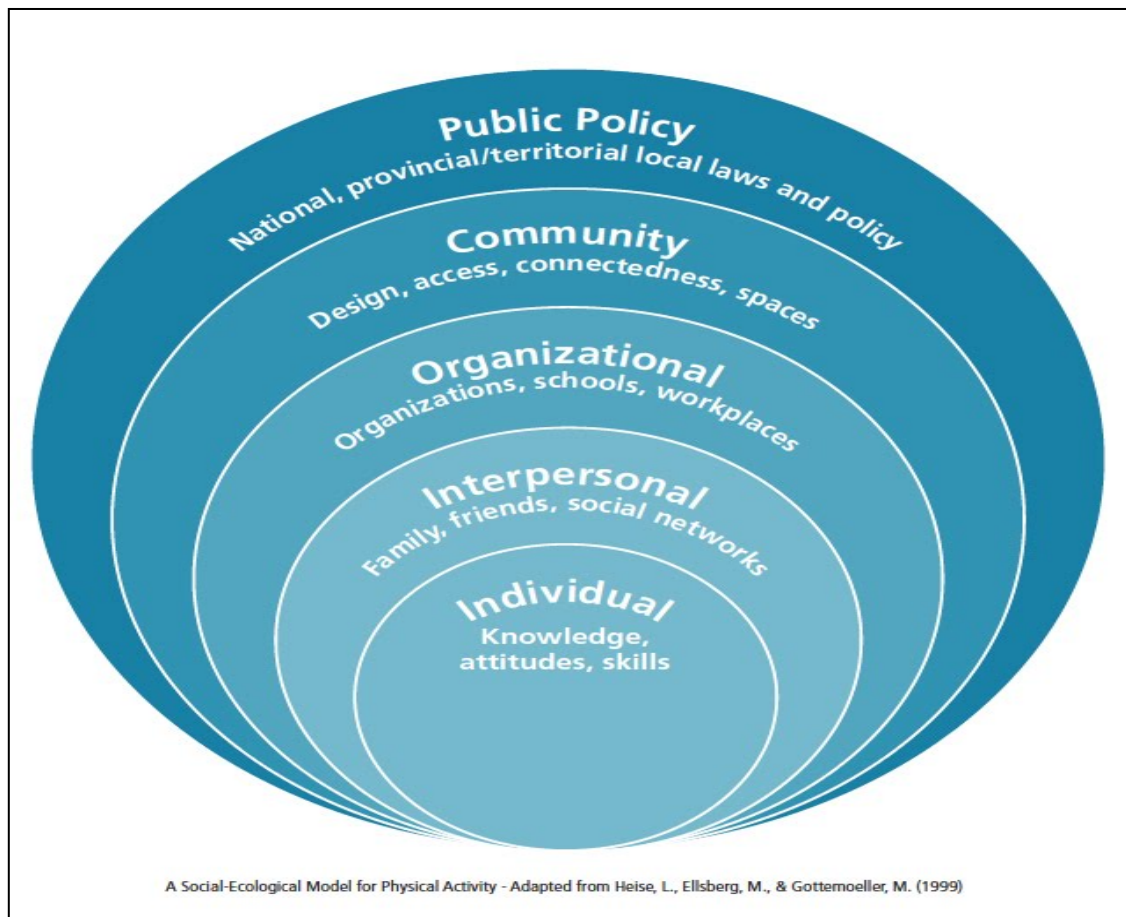 Public Policy
National, provincial/territorial local laws and policy
Community
Design, access, connectedness, spaces
Organizational
Organizations, schools, workplaces
Interpersonal
Family, friends, social networks
Individual
Knowledge,
attitudes, skills
A Social-Ecological Model for Physical Activity - Adapted from Heise, L., Ellsberg, M., & Gottemoeller, M. (1999)